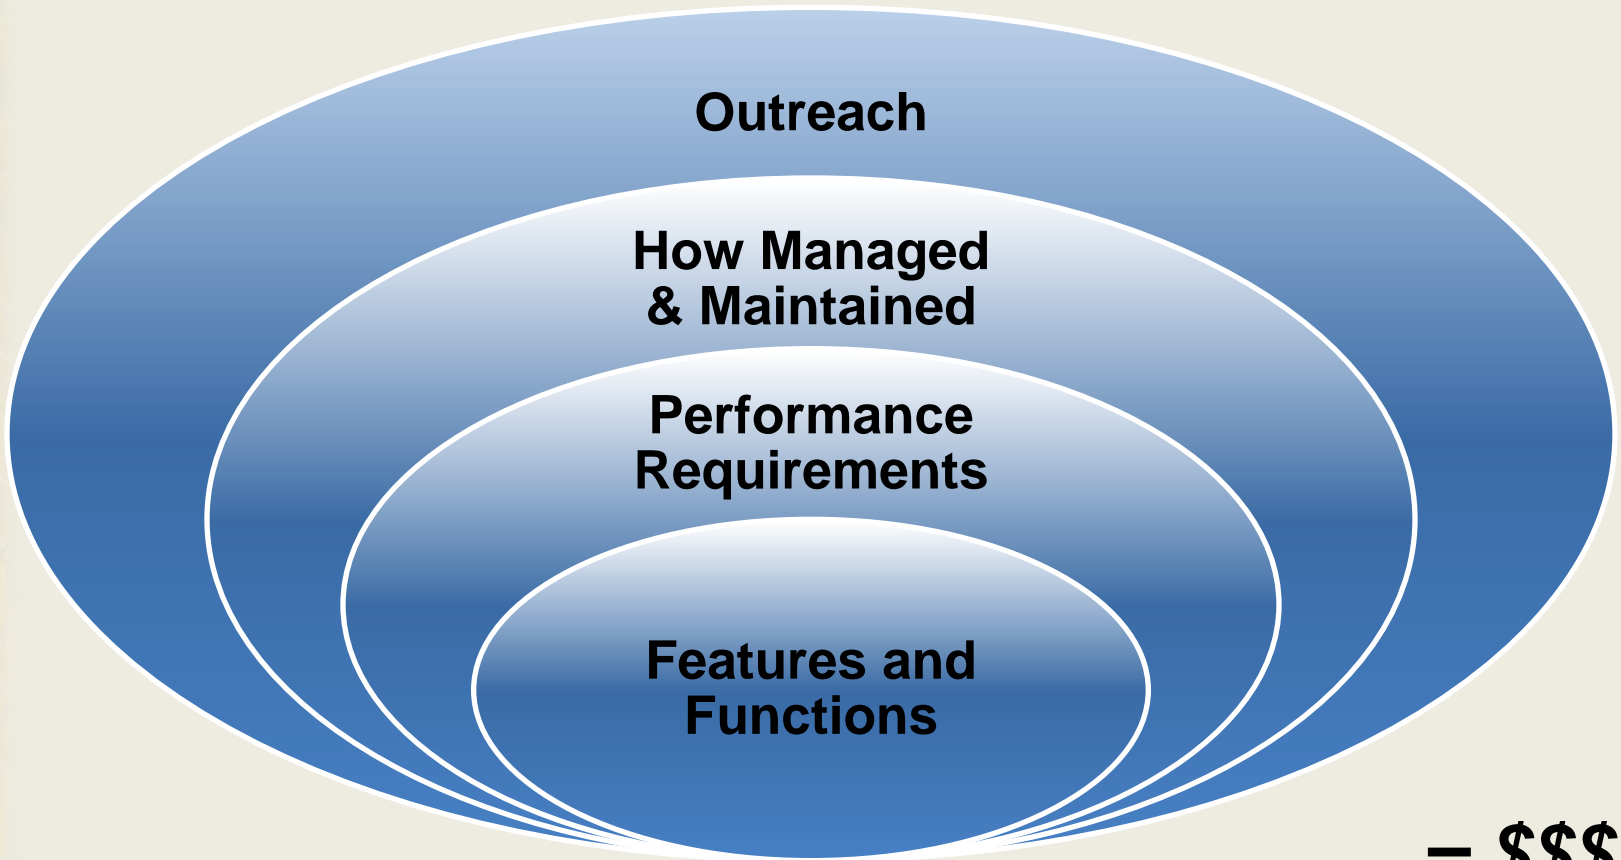 Outreach
How Managed
& Maintained
Performance
Requirements
Features and
Functions
= $$$